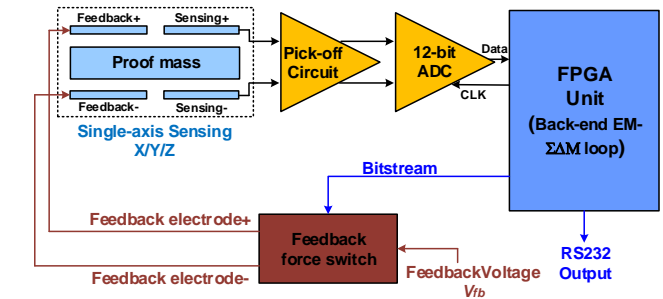 Feedback+
Sensing+
Proof mass
Feedback-
Sensing-
Single-axis Sensing
X/Y/Z
Pick-off
Circuit
12-bit
ADC
Data
CLK
FPGA
Unit
(Back-end EM-
ΣΔM loop)
Bitstream
Feedback electrode+
Feedback electrode-
Feedback
force switch
FeedbackVoltage
Vfb
RS232
Output